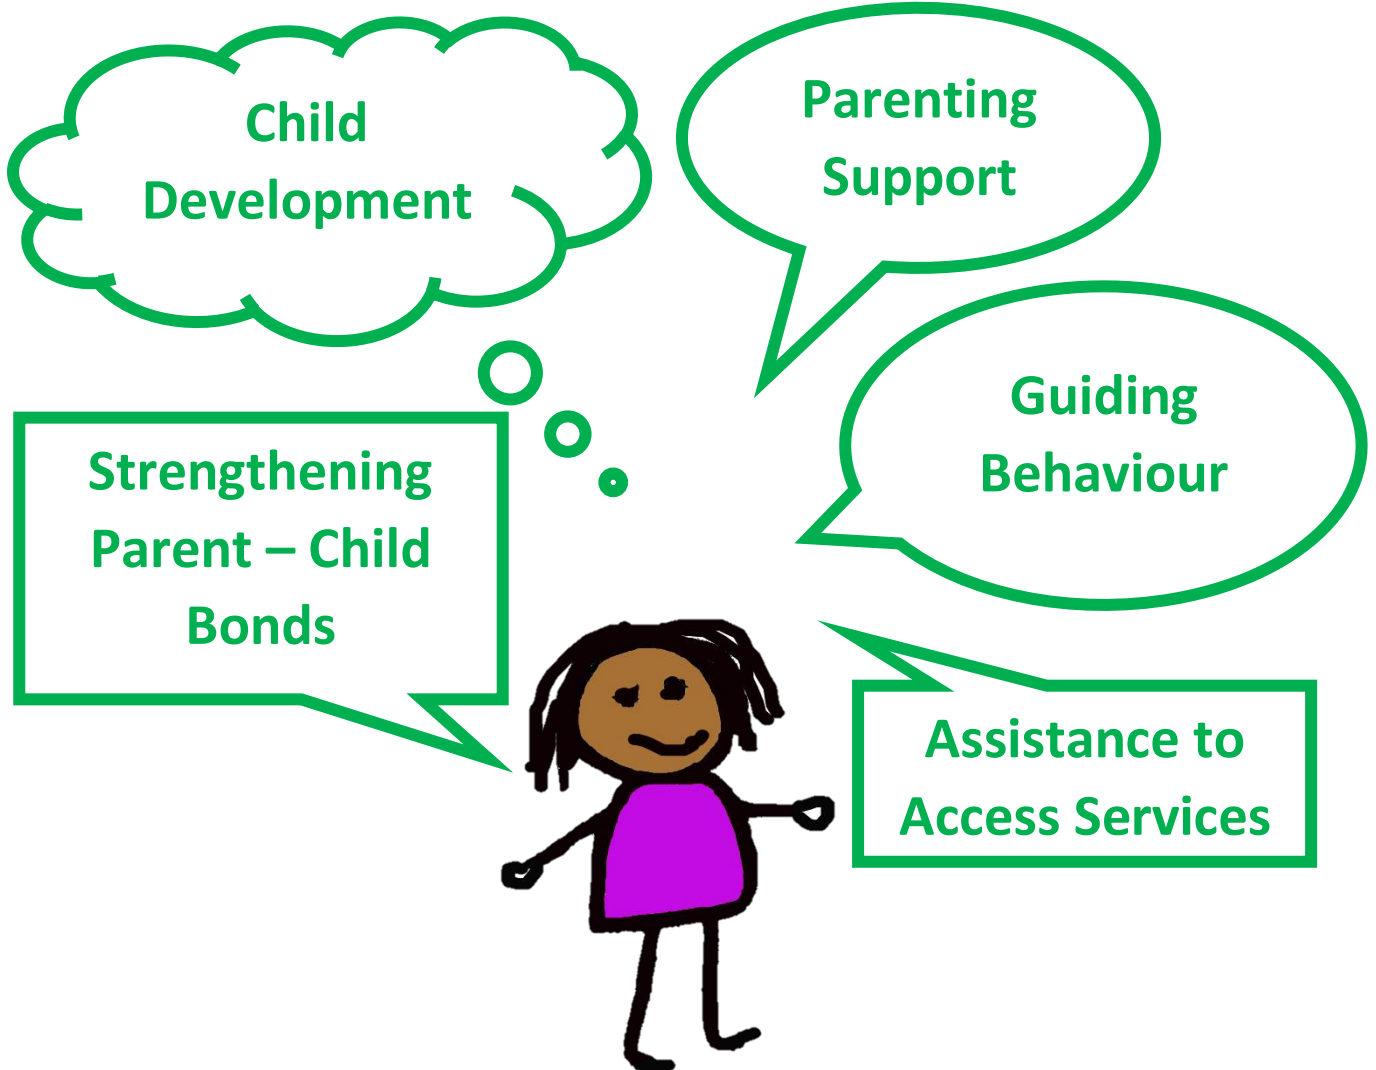 Child
Development
Parenting
Support
Guiding
Behaviour
Strengthening
Parent – Child
Bonds
Assistance to
Access Services